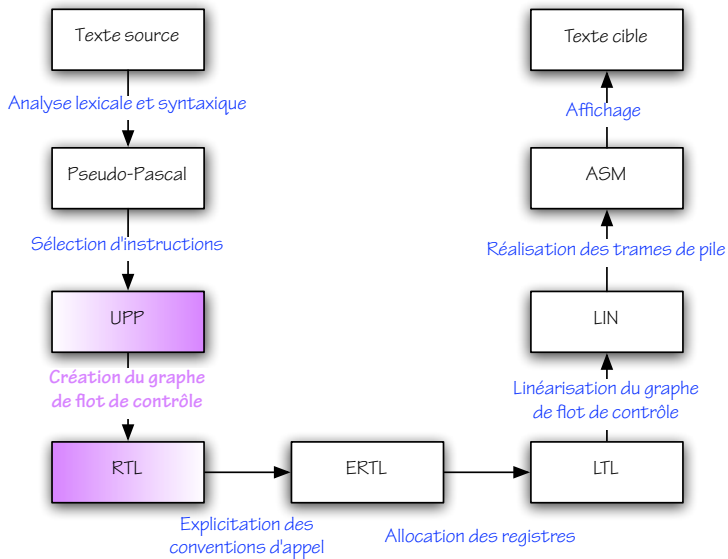 Texte source
Analyse lexicale et syntaxique
Pseudo-Pascal
Sélection d'instructions
UPP
Création du graphe
de flot de contrôle
RTL
Explicitation des
conventions d'appel
ERTL
Allocation des registres
LTL
Linéarisation du graphe
de flot de contrôle
LIN
Réalisation des trames de pile
ASM
Affichage
Texte cible